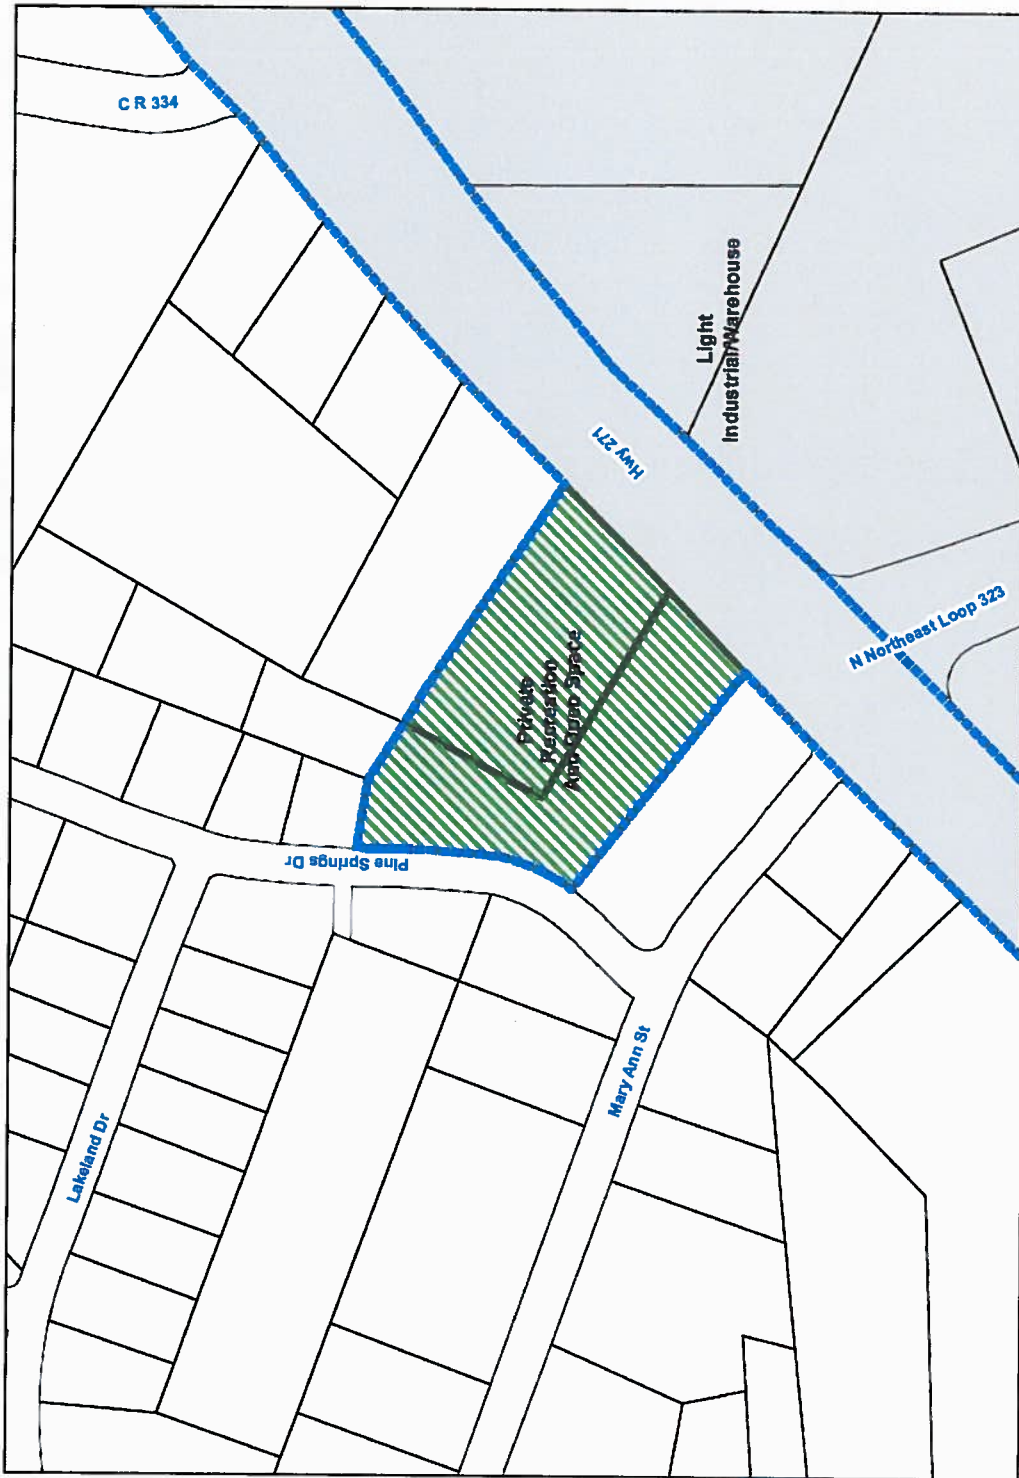 C R 334
Light
Industrial/Warehouse
Hwy 271
N Northeast Loop 323
Private
Recreation
And Open Space
Pine Springs Dr
Mary Ann St
Lakeland Dr